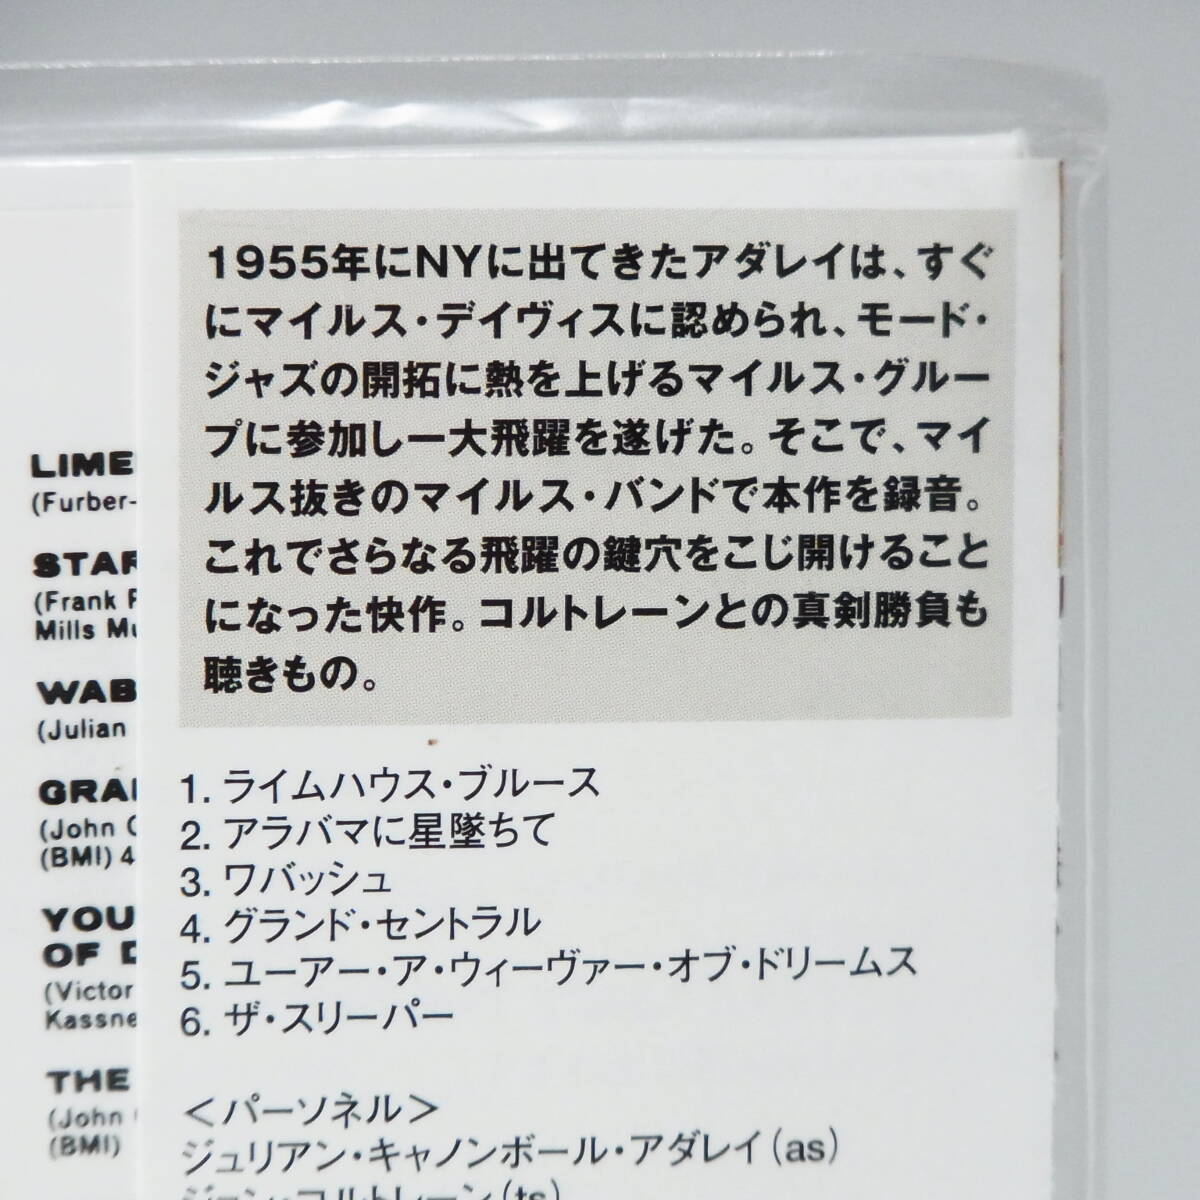 1955年にNYに出てきたアダレイは、すぐ
にマイルス・デイヴィスに認められ、モード・
ジャズの開拓に熱を上げるマイルス・グルー
プに参加し一大飛躍を遂げた。そこで、マイ
ルス抜きのマイルス・バンドで本作を録音。
これでさらなる飛躍の鍵穴をこじ開けること
になった快作。コルトレーンとの真剣勝負も
聴きもの。
1. ライムハウス・ブルース
2. アラバマに星墜ちて
3. ワバッシュ
4. グランド・セントラル
5. ユーアー・ア・ウィーヴァー・オブ・ドリームス
6. ザ・スリーパー
＜パーソネル＞
ジュリアン・キャノンボール・アダレイ（as）
ジョン・コルトレーン（ts）
LIME
(Furber-
STAR
(Frank P
Mills Mu
WAB
(Julian
GRA
(John C
(BMI) 4
YOU
OF D
(Victor
Kassne
THE
(John
(BMI)